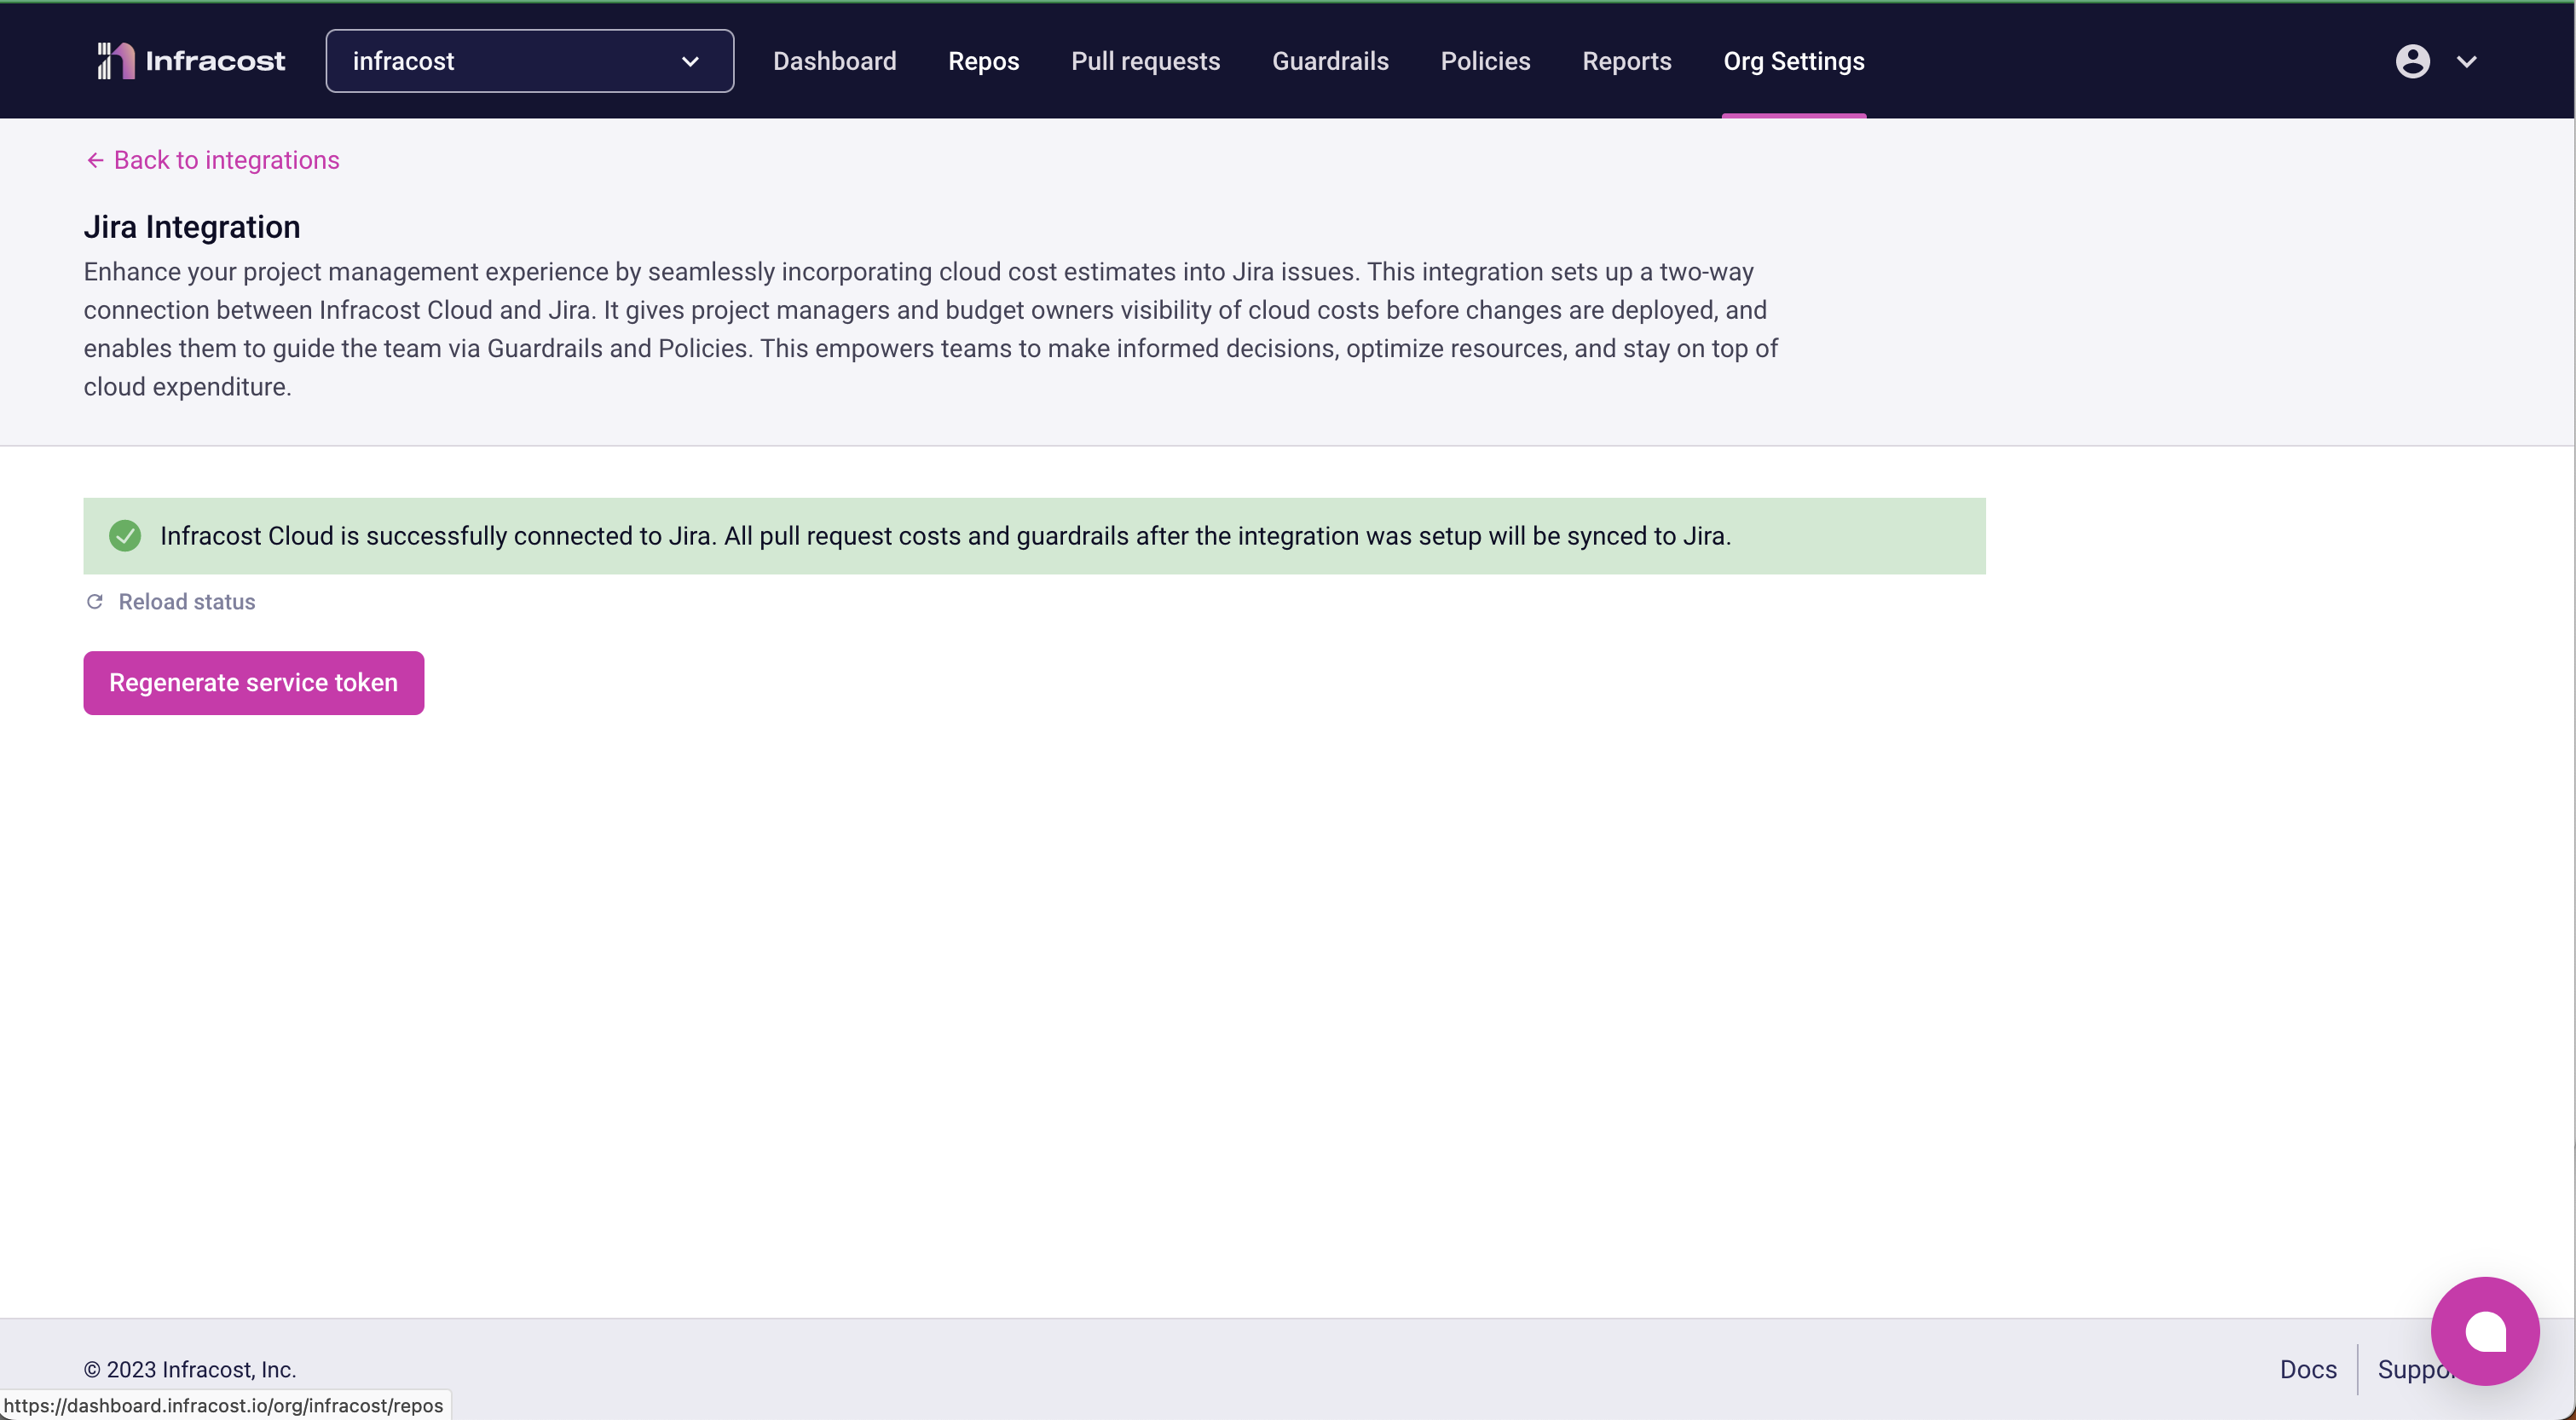 Infracost
infracost
Dashboard
Repos
Pull requests
Guardrails
Policies
Reports
Org Settings
Back to integrations
Jira Integration
Enhance your project management experience by seamlessly incorporating cloud cost estimates into Jira issues. This integration sets up a two-way
connection between Infracost Cloud and Jira. It gives project managers and budget owners visibility of cloud costs before changes are deployed, and
enables them to guide the team via Guardrails and Policies. This empowers teams to make informed decisions, optimize resources, and stay on top of
cloud expenditure.
Infracost Cloud is successfully connected to Jira. All pull request costs and guardrails after the integration was setup will be synced to Jira.
Reload status
Regenerate service token
© 2023 Infracost, Inc.
Docs
https://dashboard.infracost.io/org/infracost/repos